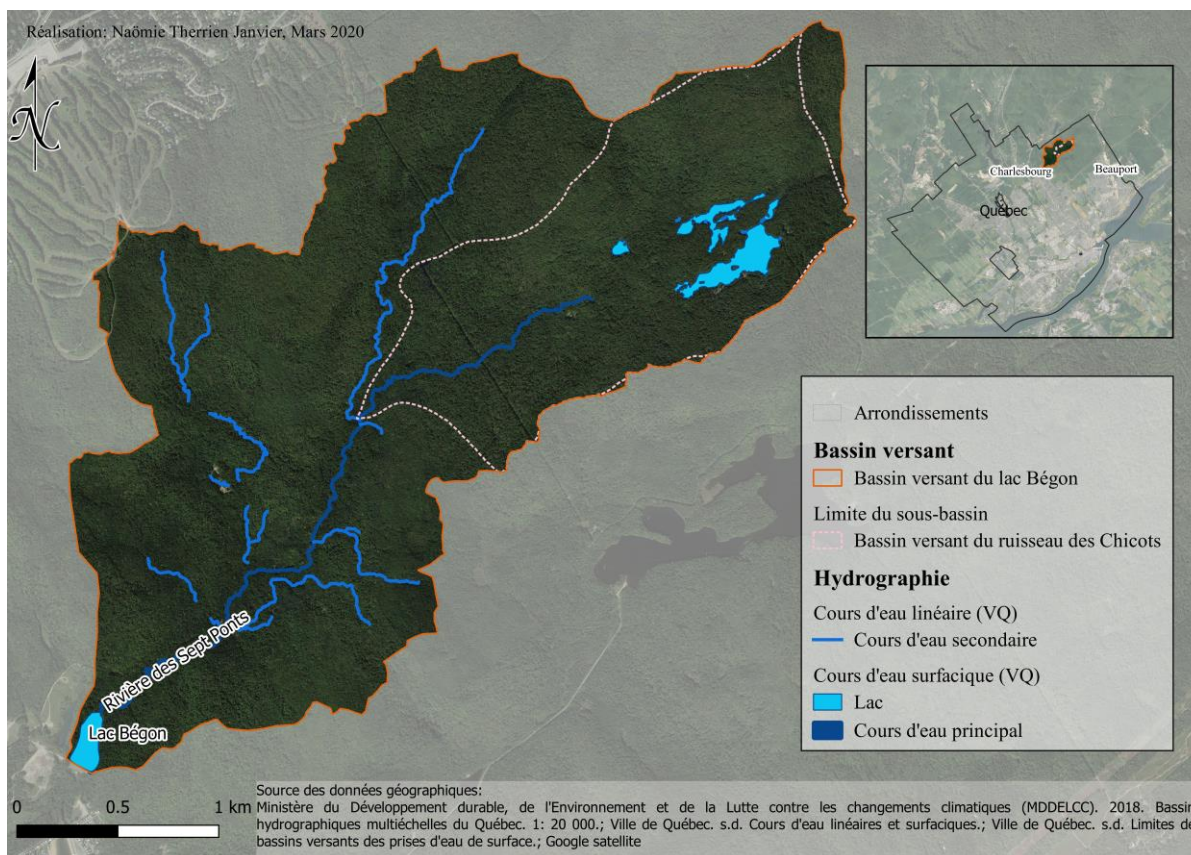 Réalisation: Naömie Therrien Janvier, Mars 2020
N
Charlesbourg
Beauport
Québec
Arrondissements
Bassin versant
Bassin versant du lac Bégon
Limite du sous-bassin
Bassin versant du ruisseau des Chicots
Hydrographie
Cours d'eau linéaire (VQ)
Cours d'eau secondaire
Cours d'eau surfacique (VQ)
Lac
Cours d'eau principal
Rivière des Sept Ponts
Lac Bégon
0 0.5 1 km
Source des données géographiques:
Ministère du Développement durable, de l'Environnement et de la Lutte contre les changements climatiques (MDDELCC). 2018. Bassin
hydrographiques multiéchelles du Québec. 1: 20 000.; Ville de Québec. s.d. Cours d'eau linéaires et surfaciques.; Ville de Québec. s.d. Limites de
bassins versants des prises d'eau de surface.; Google satellite